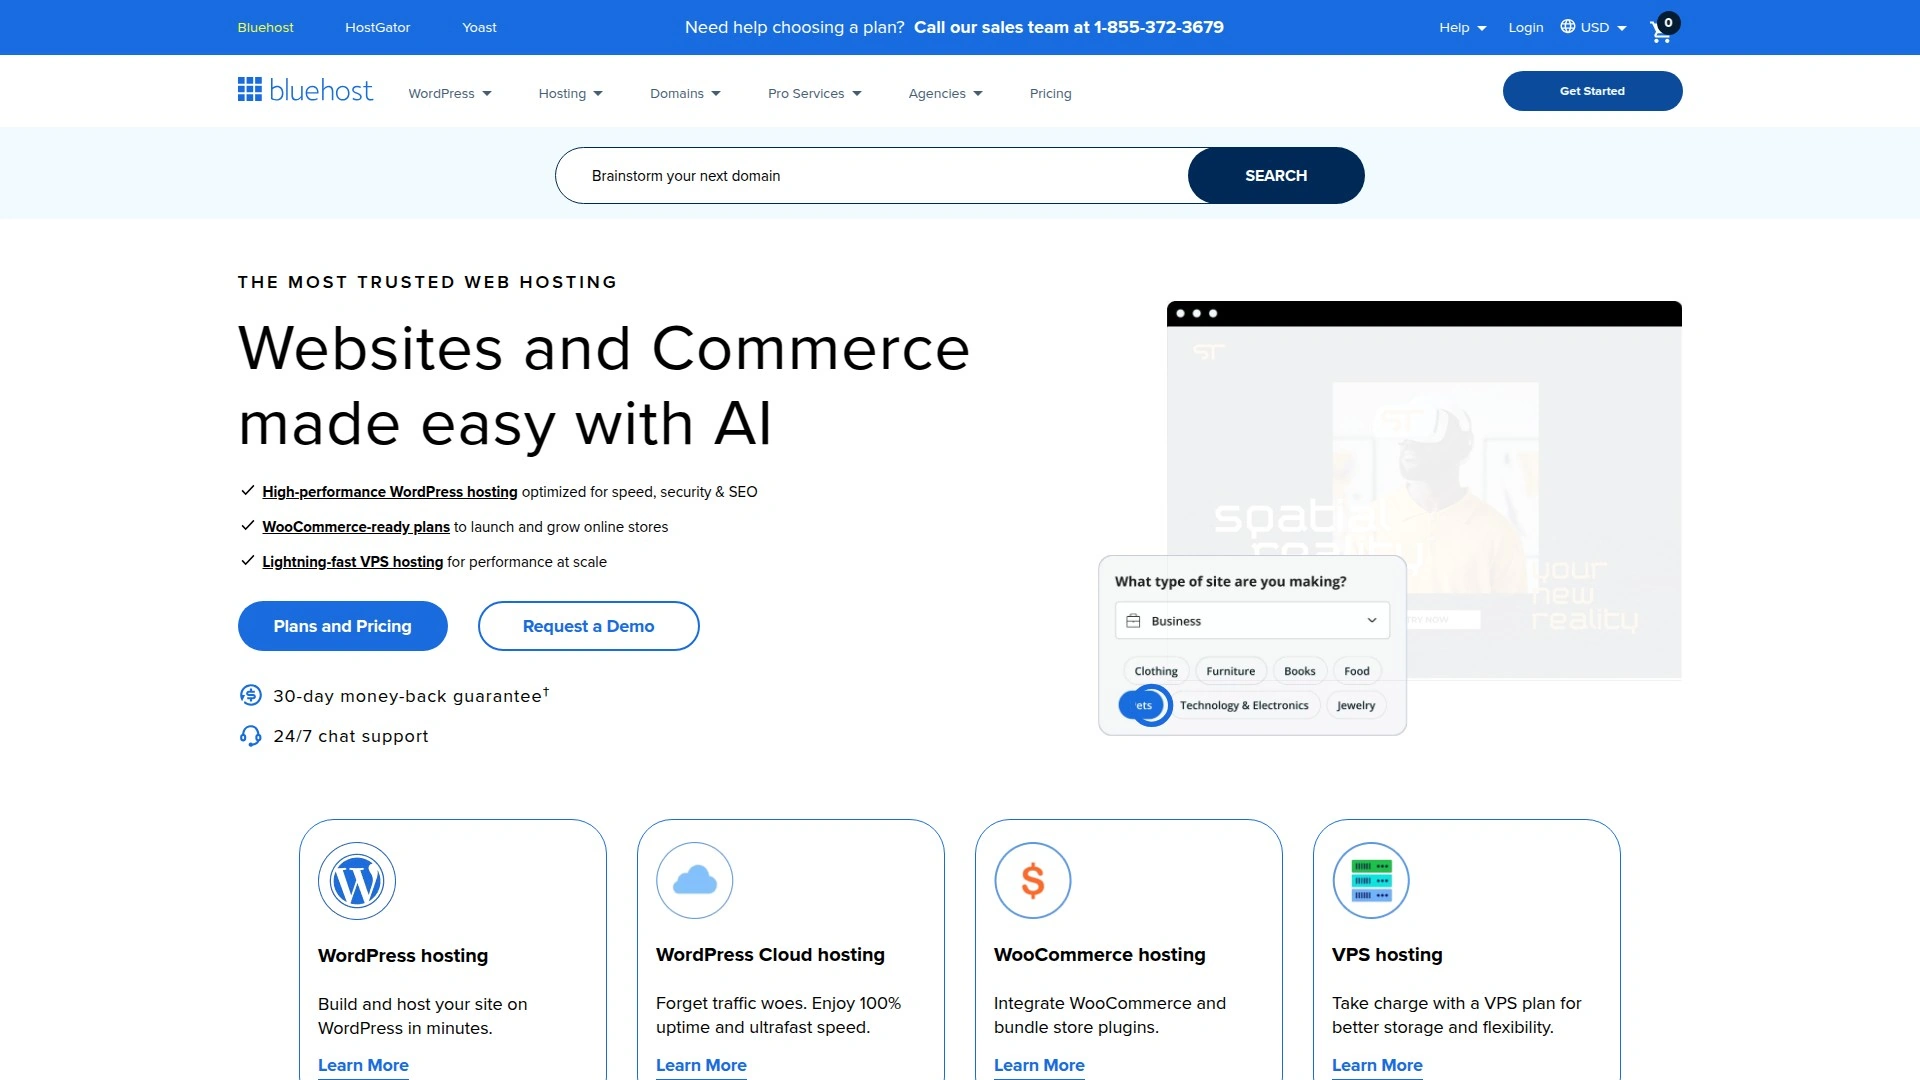 Bluehost
HostGator
Yoast
Need help choosing a plan? Call our sales team at 1-855-372-3679
Help
Login
USD
0
bluehost
WordPress
Hosting
Domains
Pro Services
Agencies
Pricing
Get Started
Brainstorm your next domain
SEARCH
THE MOST TRUSTED WEB HOSTING
Websites and Commerce
made easy with AI
High-performance WordPress hosting optimized for speed, security & SEO
WooCommerce-ready plans to launch and grow online stores
Lightning-fast VPS hosting for performance at scale
Plans and Pricing
Request a Demo
30-day money-back guarantee†
24/7 chat support
ST
ST
spatial
reality
your
new
reality
TRY NOW
What type of site are you making?
Business
Clothing
Furniture
Books
Food
ets
Technology & Electronics
Jewelry
WordPress hosting
Build and host your site on
WordPress in minutes.
Learn More
WordPress Cloud hosting
Forget traffic woes. Enjoy 100%
uptime and ultrafast speed.
Learn More
WooCommerce hosting
Integrate WooCommerce and
bundle store plugins.
Learn More
VPS hosting
Take charge with a VPS plan for
better storage and flexibility.
Learn More